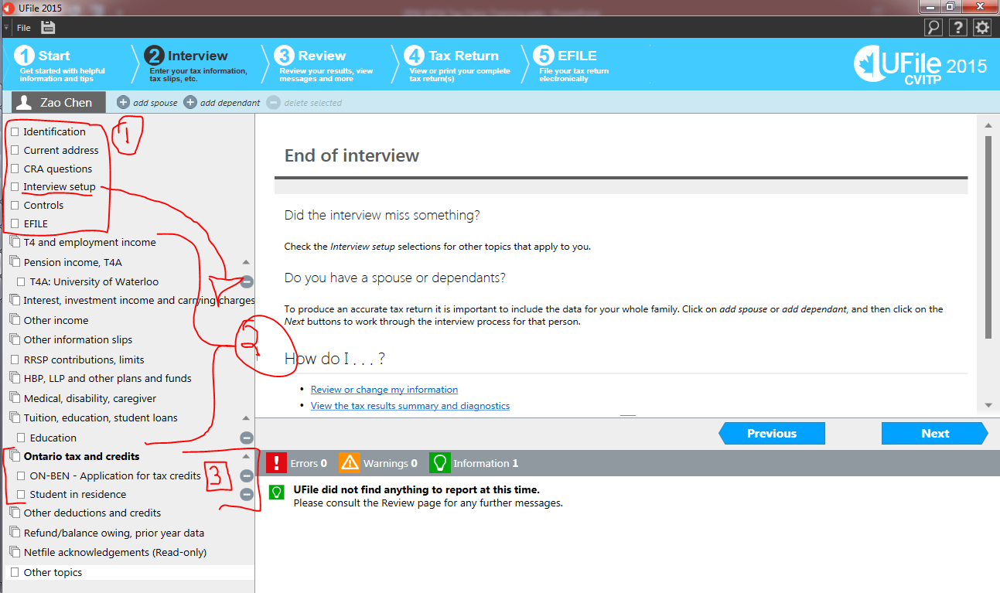 UFile 2015
File
1 Start
Get started with helpful
information and tips
2 Interview
Enter your tax information,
tax slips, etc.
3 Review
Review your results, view
messages and more
4 Tax Return
View or print your complete
tax return(s)
5 EFILE
File your tax return
electronically
UFile 2015
CVITP
Zao Chen
add spouse
add dependant
delete selected
1
Identification
Current address
CRA questions
Interview setup
Controls
EFILE
T4 and employment income
Pension income, T4A
T4A: University of Waterloo
Interest, investment income and carrying charges
Other income
Other information slips
RRSP contributions, limits
HBP, LLP and other plans and funds
Medical, disability, caregiver
Tuition, education, student loans
Education
2
Ontario tax and credits
ON-BEN - Application for tax credits
Student in residence
3
Other deductions and credits
Refund/balance owing, prior year data
Netfile acknowledgements (Read-only)
Other topics
End of interview
Did the interview miss something?
Check the Interview setup selections for other topics that apply to you.
Do you have a spouse or dependants?
To produce an accurate tax return it is important to include the data for your whole family. Click on add spouse or add dependant, and then click on the
Next buttons to work through the interview process for that person.
How do I . . . ?
• Review or change my information
• View the tax results summary and diagnostics
Previous
Next
Errors 0
Warnings 0
Information 1
UFile did not find anything to report at this time.
Please consult the Review page for any further messages.